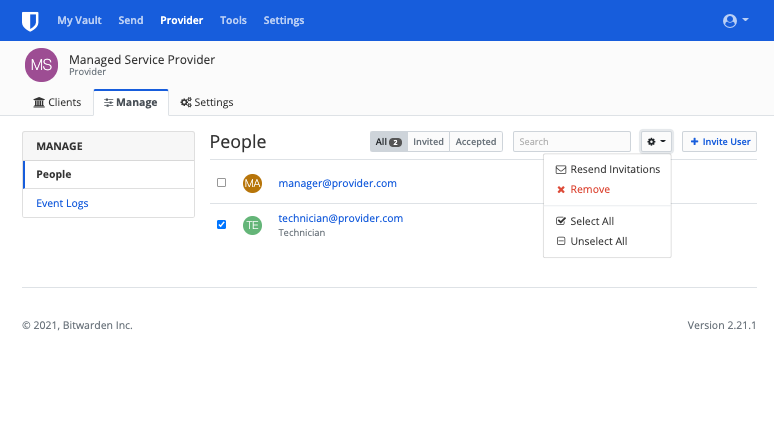 My Vault Send Provider Tools Settings
MS Managed Service Provider
Provider
Clients Manage Settings
MANAGE
People
Event Logs
People All 2 Invited Accepted Search + Invite User
MA manager@provider.com
TE technician@provider.com
Technician
Resend Invitations
Remove
Select All
Unselect All
© 2021, Bitwarden Inc. Version 2.21.1